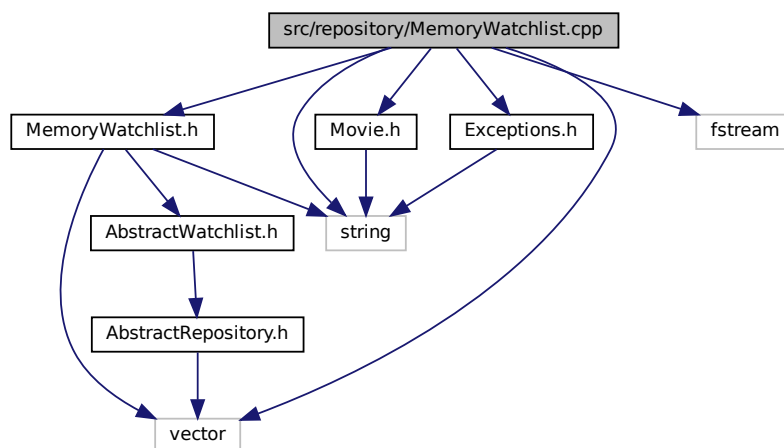 src/repository/MemoryWatchlist.cpp
MemoryWatchlist.h
Movie.h
Exceptions.h
fstream
AbstractWatchlist.h
string
AbstractRepository.h
vector